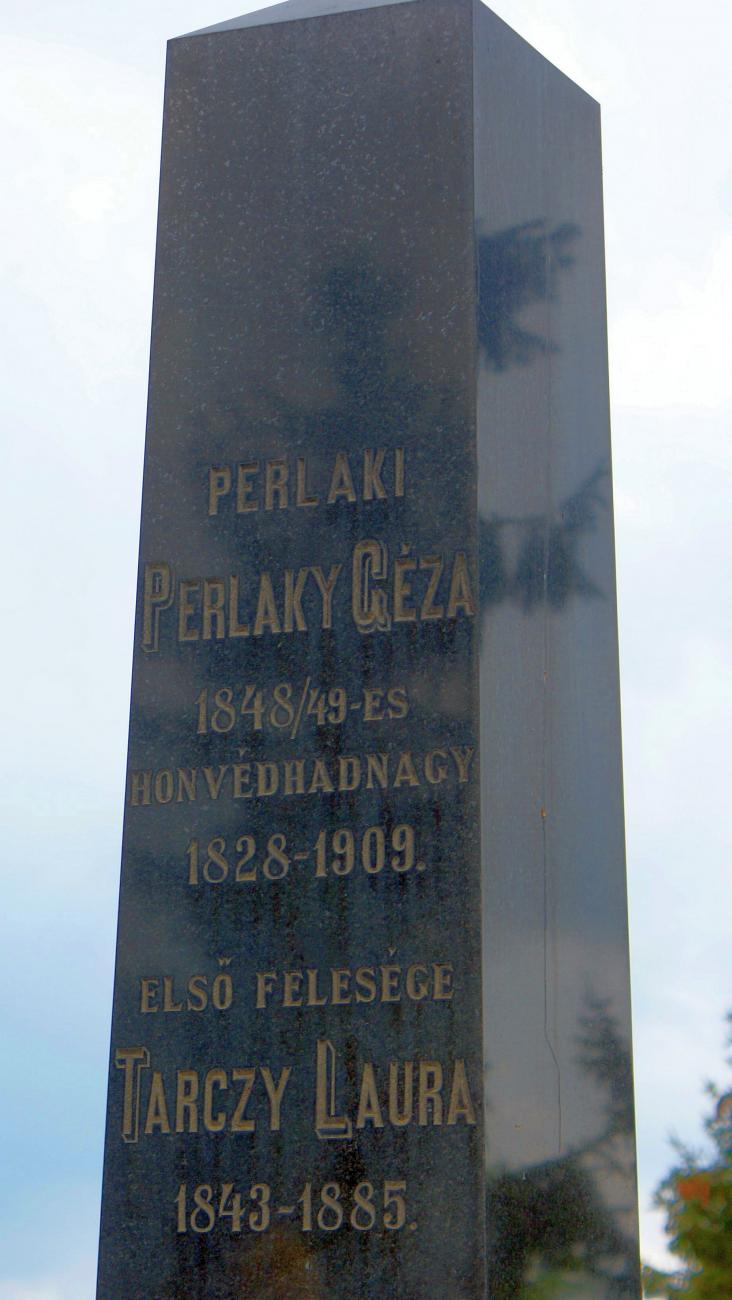 PERLAKI
PERLAKY GÉZA
1848/49-ES
HONVÉDHADNAGY
1828-1909.
ELSŐ FELESÉGE
TARCZY LAURA
1843-1885.